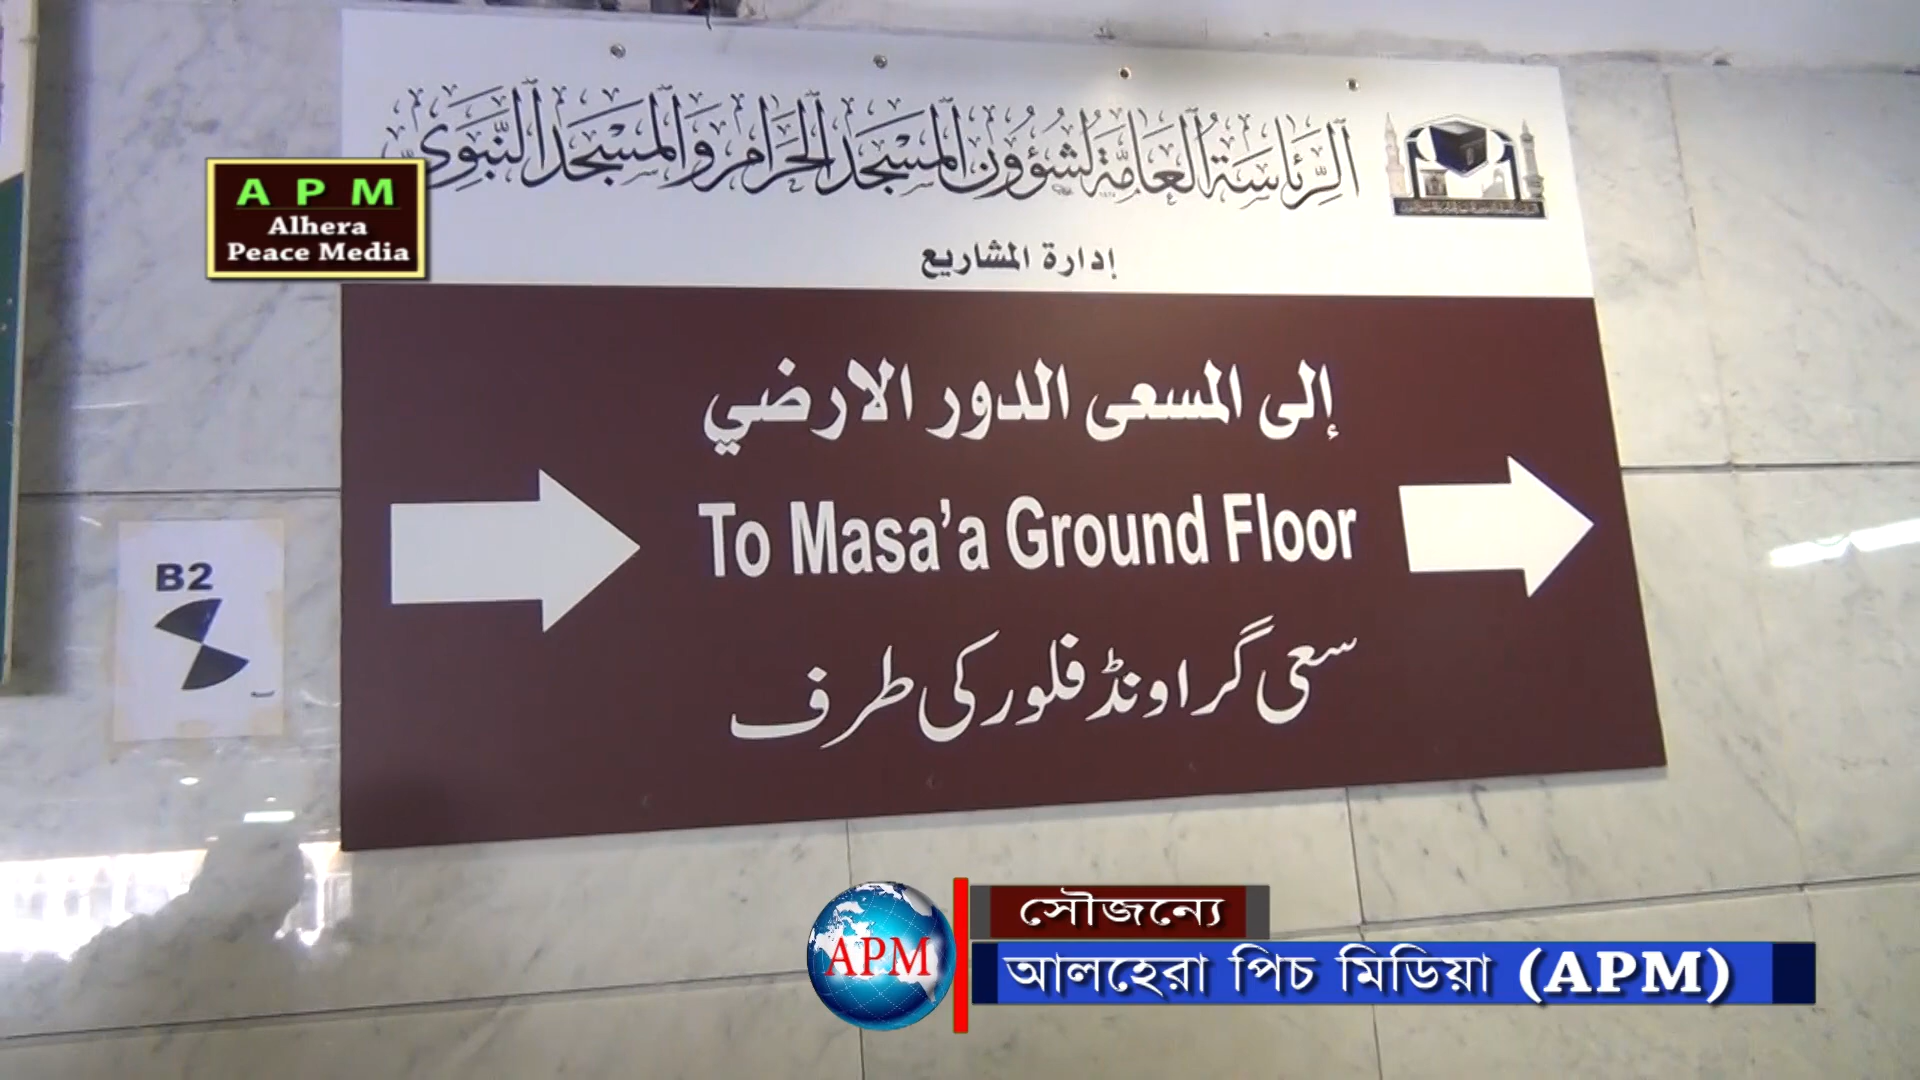 الرئاسة العامة لشؤون المسجد الحرام والمسجد النبوي
إدارة المشاريع
A P M
Alhera
Peace Media
إلى المسعى الدور الارضي
To Masa'a Ground Floor
سعی گراونڈ فلور کی طرف
B2
APM
সৌজন্যে
আলহেরা পিচ মিডিয়া (APM)